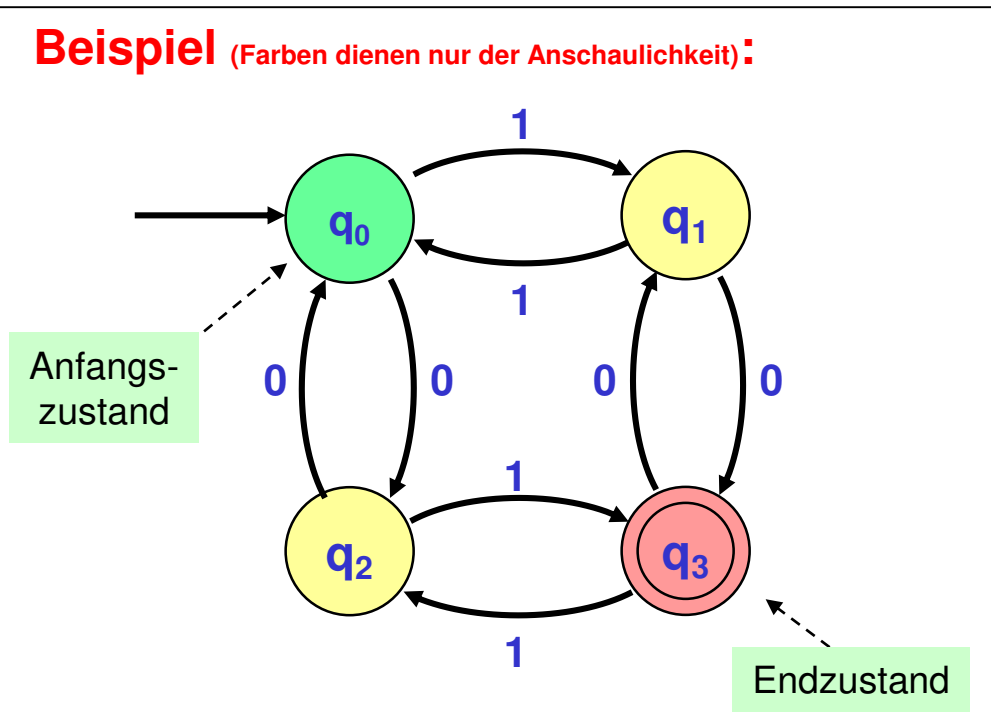 Beispiel (Farben dienen nur der Anschaulichkeit):
1
q0
q1
1
Anfangs-
zustand
0
0
0
0
1
q2
q3
1
Endzustand